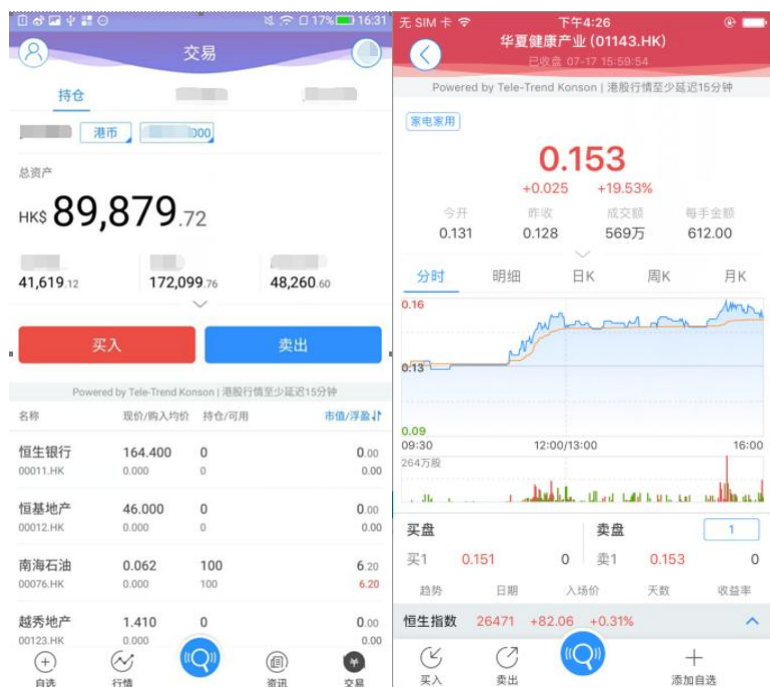 17% 16:31
交易
持仓
港币
000
总资产
HK$ 89,879.72
41,619.12 172,099.76 48,260.60
买入 卖出
Powered by Tele-Trend Konson | 港股行情至少延迟15分钟
名称 现价/购入均价 持仓/可用 市值/浮盈
恒生银行 164.400 0 0.00
00011.HK 0.000 0 0.00
恒基地产 46.000 0 0.00
00012.HK 0.000 0 0.00
南海石油 0.062 100 6.20
00076.HK 0.000 100 6.20
越秀地产 1.410 0 0.00
00123.HK 0.000 0.00
自选 行情 资讯 交易
无 SIM 卡 下午4:26
华夏健康产业 (01143.HK)
已收盘 07-17 15:59:54
Powered by Tele-Trend Konson | 港股行情至少延迟15分钟
家电家用
0.153
+0.025 +19.53%
今开 昨收 成交额 每手金额
0.131 0.128 569万 612.00
分时 明细 日K 周K 月K
0.16
0.13
0.09
09:30 12:00/13:00 16:00
264万股
买盘 卖盘 1
买1 0.151 0 卖1 0.153 0
趋势 日期 入场价 天数 收益率
恒生指数 26471 +82.06 +0.31%
买入 卖出 添加自选